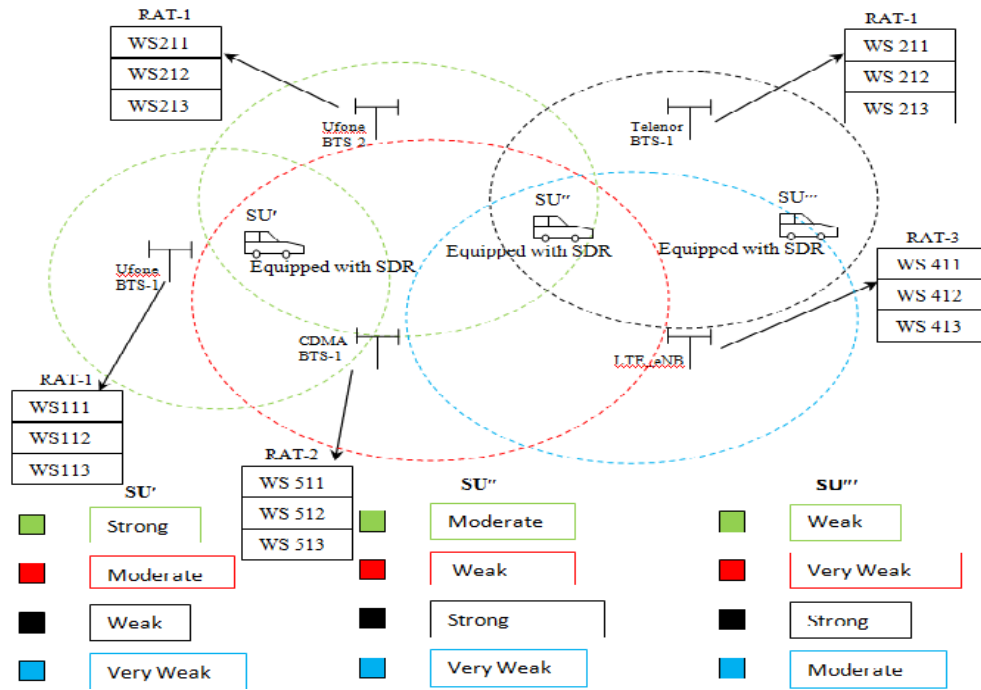 RAT-1
WS211
WS212
WS213
RAT-1
WS 211
WS 212
WS 213
Ufone
BTS 2
Telenor
BTS-1
SU′
Equipped with SDR
SU″
Equipped with SDR
SU‴
Equipped with SDR
Ufone
BTS-1
RAT-3
WS 411
WS 412
WS 413
CDMA
BTS-1
LTE_eNB
RAT-1
WS111
WS112
WS113
RAT-2
WS 511
WS 512
WS 513
SU′
Strong
Moderate
Weak
Very Weak
SU″
Moderate
Weak
Strong
Very Weak
SU‴
Weak
Very Weak
Strong
Moderate